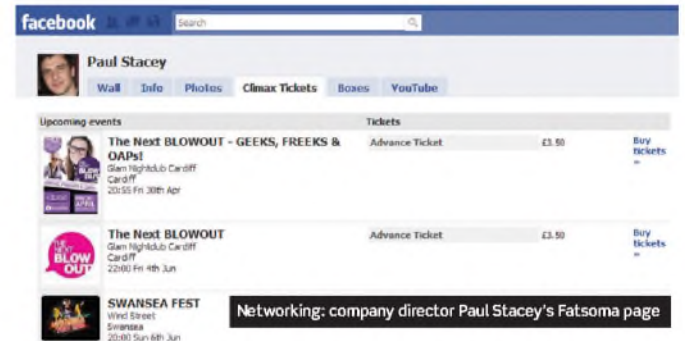 facebook
Search
Paul Stacey
Wall Info Photos Climax Tickets Boxes YouTube
Upcoming events Tickets
The Next BLOWOUT - GEEKS, FREEKS & OAPs!
Glam Nightclub Cardiff
Cardiff
20:55 Fri 30th Apr
Advance Ticket £3.50 Buy tickets »
BLOW OUT
APRIL
The Next BLOWOUT
Glam Nightclub Cardiff
Cardiff
22:00 Fri 4th Jun
Advance Ticket £3.50 Buy tickets »
THE NEXT BLOW OUT
SWANSEA FEST
Wind Street
Swansea
20:00 Sun 6th Jun
Networking: company director Paul Stacey's Fatsoma page